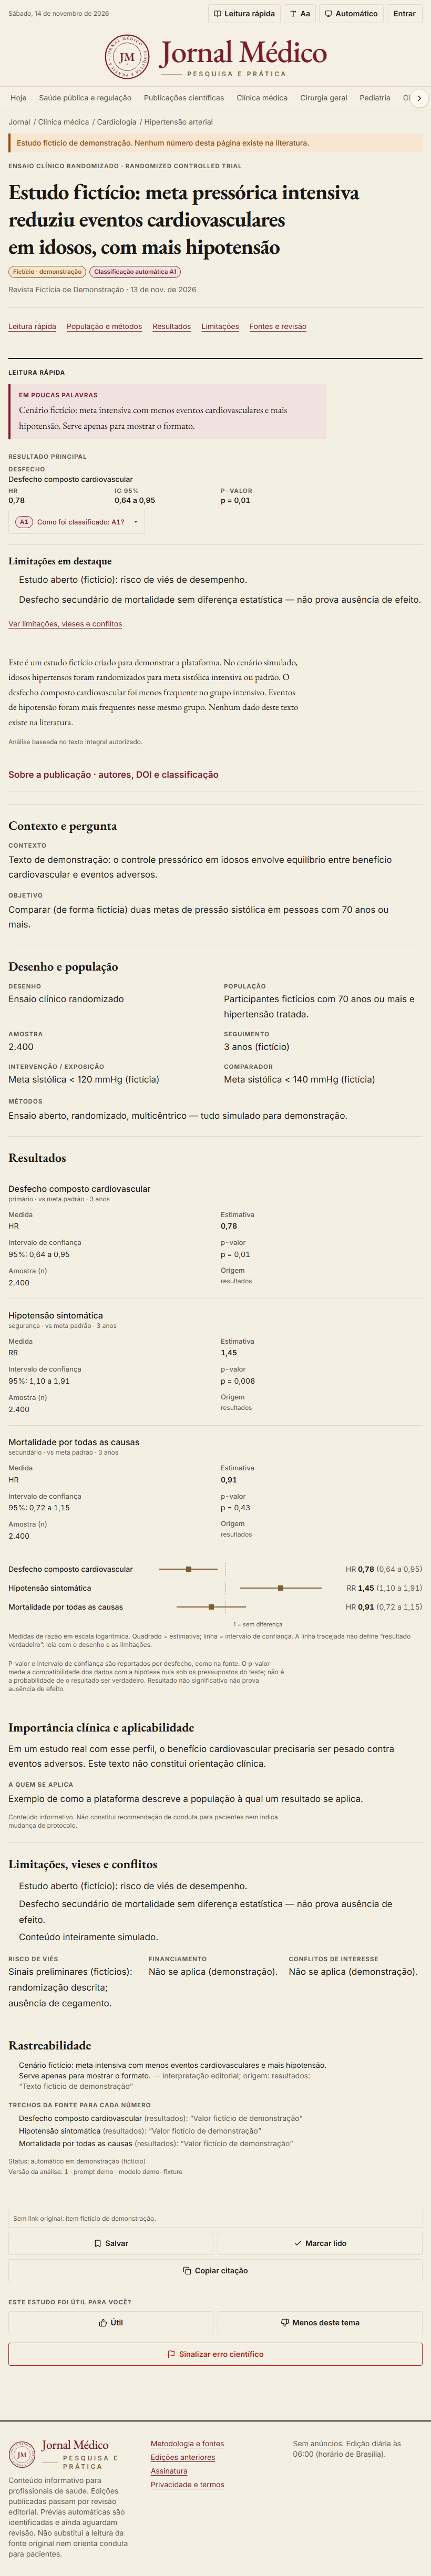 Sábado, 14 de novembro de 2026
Leitura rápida
Aa
Automático
Entrar
JORNAL MÉDICO
JM
Jornal Médico
PESQUISA E PRÁTICA
Hoje Saúde pública e regulação Publicações científicas Clínica médica Cirurgia geral Pediatria
Jornal / Clínica médica / Cardiologia / Hipertensão arterial
Estudo fictício de demonstração. Nenhum número desta página existe na literatura.
ENSAIO CLÍNICO RANDOMIZADO · RANDOMIZED CONTROLLED TRIAL
Estudo fictício: meta pressórica intensiva
reduziu eventos cardiovasculares
em idosos, com mais hipotensão
Fictício · demonstração
Classificação automática A1
Revista Fictícia de Demonstração · 13 de nov. de 2026
Leitura rápida População e métodos Resultados Limitações Fontes e revisão
LEITURA RÁPIDA
EM POUCAS PALAVRAS
Cenário fictício: meta intensiva com menos eventos cardiovasculares e mais
hipotensão. Serve apenas para mostrar o formato.
RESULTADO PRINCIPAL
DESFECHO
Desfecho composto cardiovascular
HR IC 95% P-VALOR
0,78 0,64 a 0,95 p = 0,01
A1 Como foi classificado: A1?
Limitações em destaque
Estudo aberto (fictício): risco de viés de desempenho.
Desfecho secundário de mortalidade sem diferença estatística — não prova ausência de efeito.
Ver limitações, vieses e conflitos
Este é um estudo fictício criado para demonstrar a plataforma. No cenário simulado,
idosos hipertensos foram randomizados para meta sistólica intensiva ou padrão. O
desfecho composto cardiovascular foi menos frequente no grupo intensivo. Eventos
de hipotensão foram mais frequentes nesse mesmo grupo. Nenhum dado deste texto
existe na literatura.
Análise baseada no texto integral autorizado.
Sobre a publicação · autores, DOI e classificação
Contexto e pergunta
CONTEXTO
Texto de demonstração: o controle pressórico em idosos envolve equilíbrio entre benefício
cardiovascular e eventos adversos.
OBJETIVO
Comparar (de forma fictícia) duas metas de pressão sistólica em pessoas com 70 anos ou
mais.
Desenho e população
DESENHO
Ensaio clínico randomizado
POPULAÇÃO
Participantes fictícios com 70 anos ou mais e
hipertensão tratada.
AMOSTRA
2.400
SEGUIMENTO
3 anos (fictício)
INTERVENÇÃO / EXPOSIÇÃO
Meta sistólica < 120 mmHg (fictícia)
COMPARADOR
Meta sistólica < 140 mmHg (fictícia)
MÉTODOS
Ensaio aberto, randomizado, multicêntrico — tudo simulado para demonstração.
Resultados
Desfecho composto cardiovascular
primário · vs meta padrão · 3 anos
Medida
HR
Estimativa
0,78
Intervalo de confiança
95%: 0,64 a 0,95
p-valor
p = 0,01
Amostra (n)
2.400
Origem
resultados
Hipotensão sintomática
segurança · vs meta padrão · 3 anos
Medida
RR
Estimativa
1,45
Intervalo de confiança
95%: 1,10 a 1,91
p-valor
p = 0,008
Amostra (n)
2.400
Origem
resultados
Mortalidade por todas as causas
secundário · vs meta padrão · 3 anos
Medida
HR
Estimativa
0,91
Intervalo de confiança
95%: 0,72 a 1,15
p-valor
p = 0,43
Amostra (n)
2.400
Origem
resultados
Desfecho composto cardiovascular HR 0,78 (0,64 a 0,95)
Hipotensão sintomática RR 1,45 (1,10 a 1,91)
Mortalidade por todas as causas HR 0,91 (0,72 a 1,15)
1 = sem diferença
Medidas de razão em escala logarítmica. Quadrado = estimativa; linha = intervalo de confiança. A linha tracejada não define “resultado
verdadeiro”: leia com o desenho e as limitações.
P-valor e intervalo de confiança são reportados por desfecho, como na fonte. O p-valor
mede a compatibilidade dos dados com a hipótese nula sob os pressupostos do teste; não é
a probabilidade de o resultado ser verdadeiro. Resultado não significativo não prova
ausência de efeito.
Importância clínica e aplicabilidade
Em um estudo real com esse perfil, o benefício cardiovascular precisaria ser pesado contra
eventos adversos. Este texto não constitui orientação clínica.
A QUEM SE APLICA
Exemplo de como a plataforma descreve a população à qual um resultado se aplica.
Conteúdo informativo. Não constitui recomendação de conduta para pacientes nem indica
mudança de protocolo.
Limitações, vieses e conflitos
Estudo aberto (fictício): risco de viés de desempenho.
Desfecho secundário de mortalidade sem diferença estatística — não prova ausência de
efeito.
Conteúdo inteiramente simulado.
RISCO DE VIÉS
Sinais preliminares (fictícios):
randomização descrita;
ausência de cegamento.
FINANCIAMENTO
Não se aplica (demonstração).
CONFLITOS DE INTERESSE
Não se aplica (demonstração).
Rastreabilidade
Cenário fictício: meta intensiva com menos eventos cardiovasculares e mais hipotensão.
Serve apenas para mostrar o formato. — interpretação editorial; origem: resultados:
“Texto fictício de demonstração”
TRECHOS DA FONTE PARA CADA NÚMERO
Desfecho composto cardiovascular (resultados): “Valor fictício de demonstração”
Hipotensão sintomática (resultados): “Valor fictício de demonstração”
Mortalidade por todas as causas (resultados): “Valor fictício de demonstração”
Status: automático em demonstração (fictício)
Versão da análise: 1 · prompt demo · modelo demo-fixture
Sem link original: item fictício de demonstração.
Salvar
Marcar lido
Copiar citação
ESTE ESTUDO FOI ÚTIL PARA VOCÊ?
Útil
Menos deste tema
Sinalizar erro científico
JM
Jornal Médico
PESQUISA E
PRÁTICA
Conteúdo informativo para
profissionais de saúde. Edições
publicadas passam por revisão
editorial. Prévias automáticas são
identificadas e ainda aguardam
revisão. Não substitui a leitura da
fonte original nem orienta conduta
para pacientes.
Metodologia e fontes
Edições anteriores
Assinatura
Privacidade e termos
Sem anúncios. Edição diária às
06:00 (horário de Brasília).